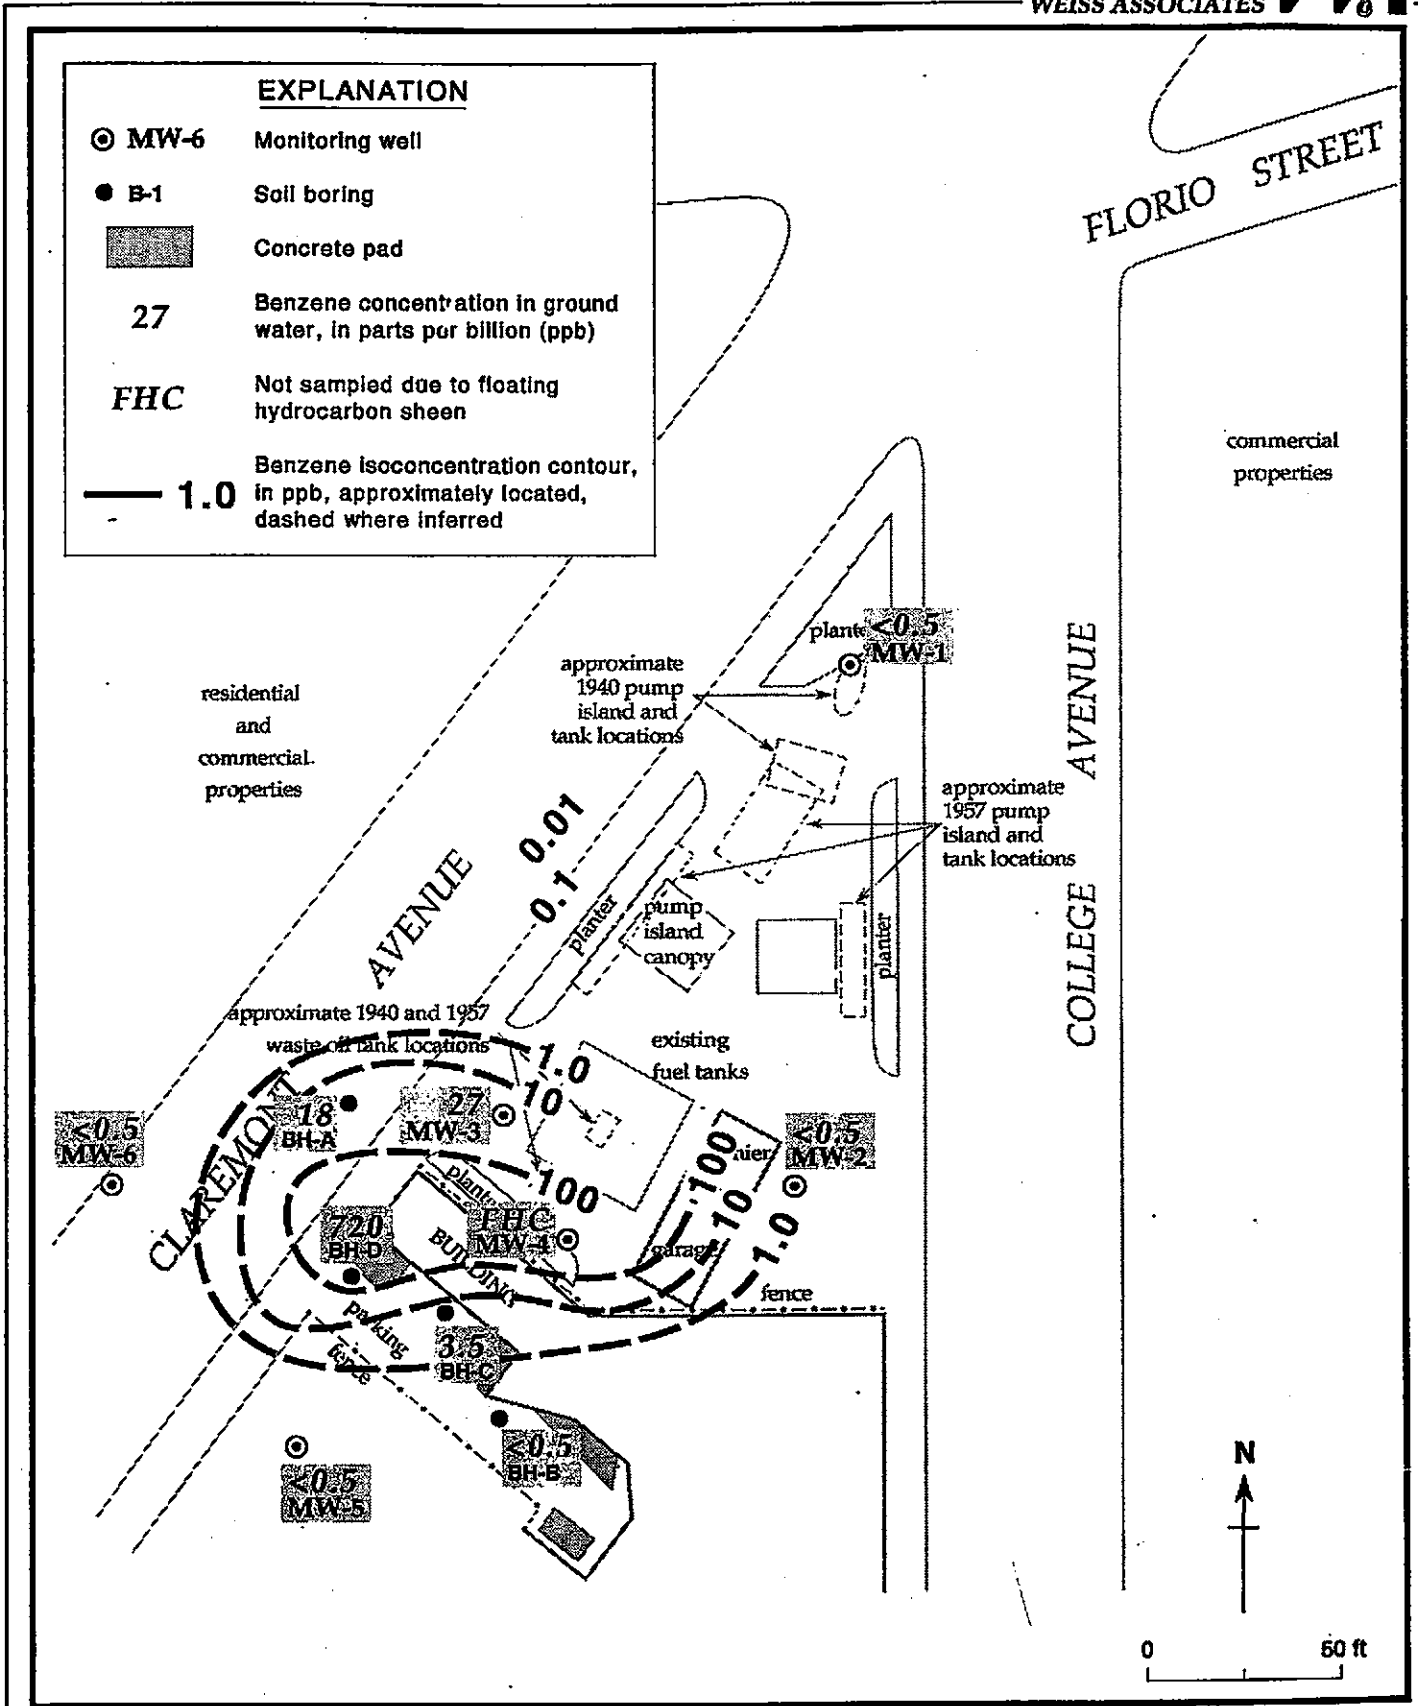 WEISS ASSOCIATES
EXPLANATION
MW-6 Monitoring well
B-1 Soil boring
Concrete pad
27 Benzene concentration in ground
water, in parts per billion (ppb)
FHC Not sampled due to floating
hydrocarbon sheen
1.0 Benzene isoconcentration contour,
in ppb, approximately located,
dashed where inferred
FLORIO STREET
commercial
properties
<0.5
MW-1
approximate
1940 pump
island and
tank locations
residential
and
commercial
properties
COLLEGE AVENUE
approximate
1957 pump
island and
tank locations
0.01
0.1
planter
pump
island
canopy
planter
CLAREMONT AVENUE
approximate 1940 and 1957
waste oil tank locations
existing
fuel tanks
1.0
10
100
18
BH-A
27
MW-3
<0.5
MW-6
<0.5
MW-2
100
10
1.0
720
BH-D
FHC
MW-4
BUILDING
garage
fence
parking
fence
3.5
BH-C
<0.5
BH-B
<0.5
MW-5
N
0 50 ft